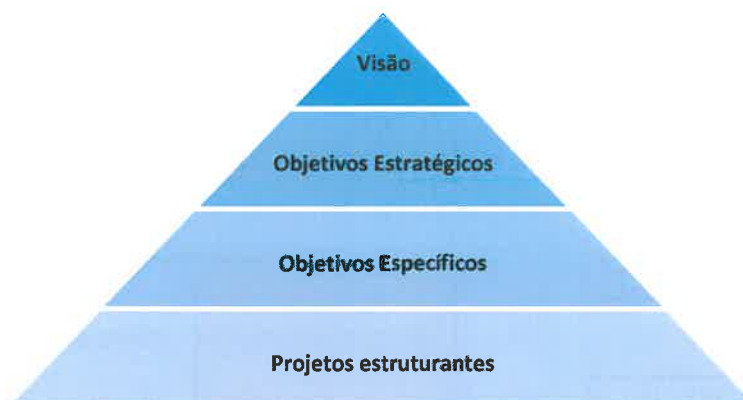 Visão
Objetivos Estratégicos
Objetivos Específicos
Projetos estruturantes